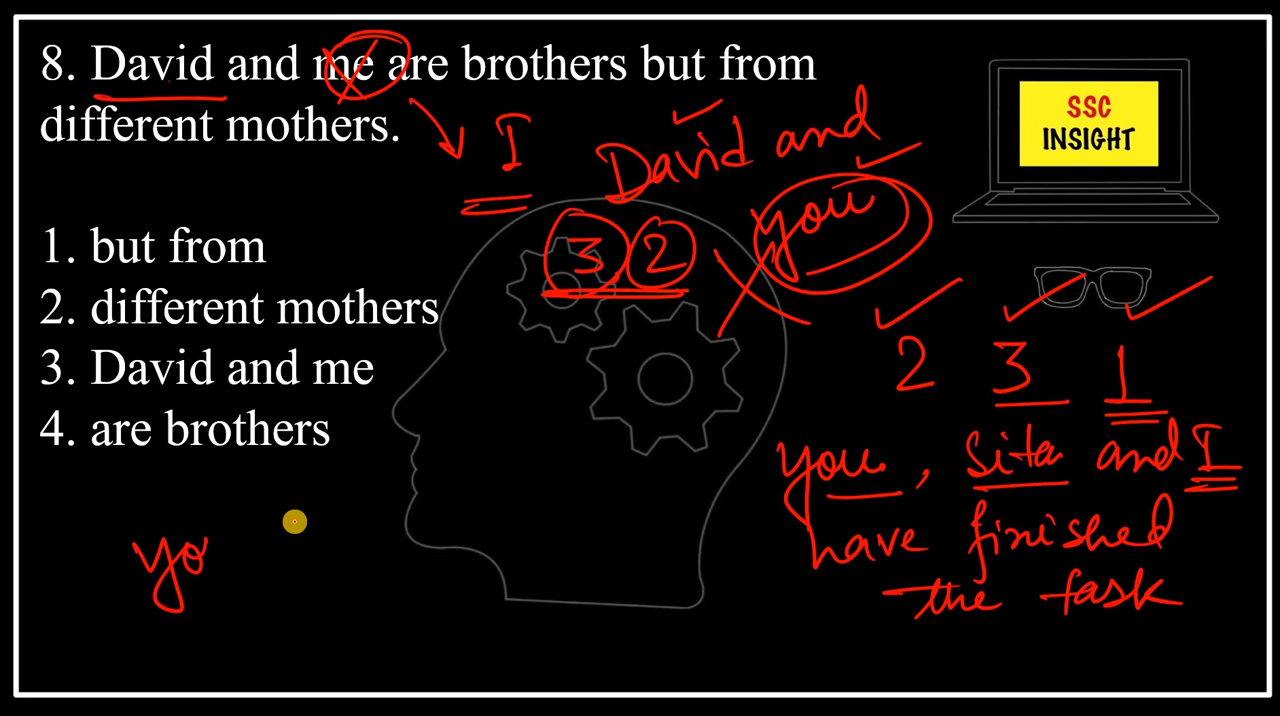 8. David and me are brothers but from
different mothers.
I
David and
you
3 2
1. but from
2. different mothers
3. David and me
4. are brothers
SSC
INSIGHT
2 3 1
you, Sita and I
have finished
the task
yo